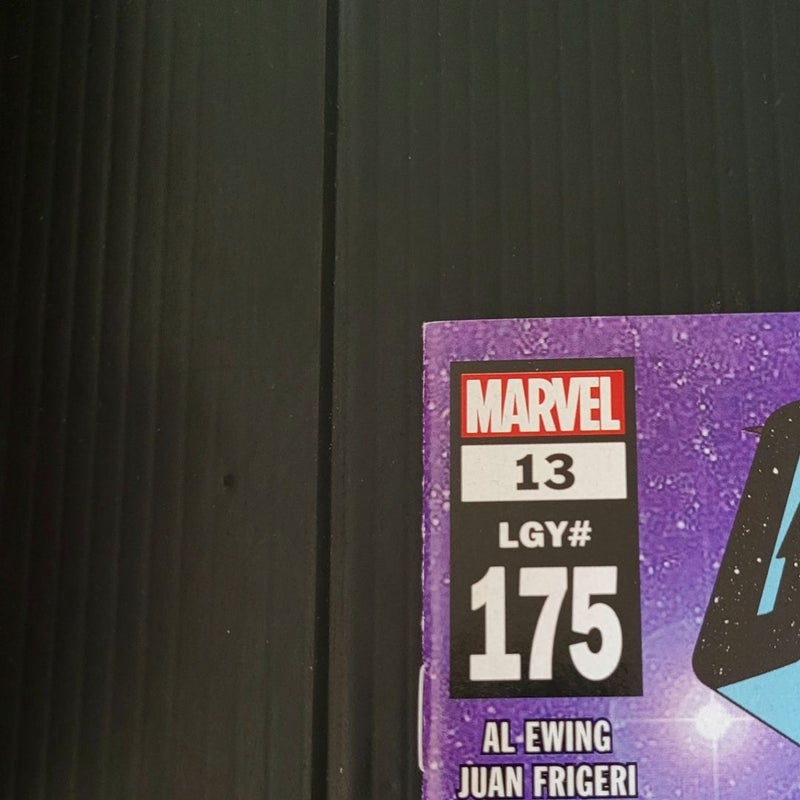 MARVEL
13
LGY#
175
AL EWING
JUAN FRIGERI